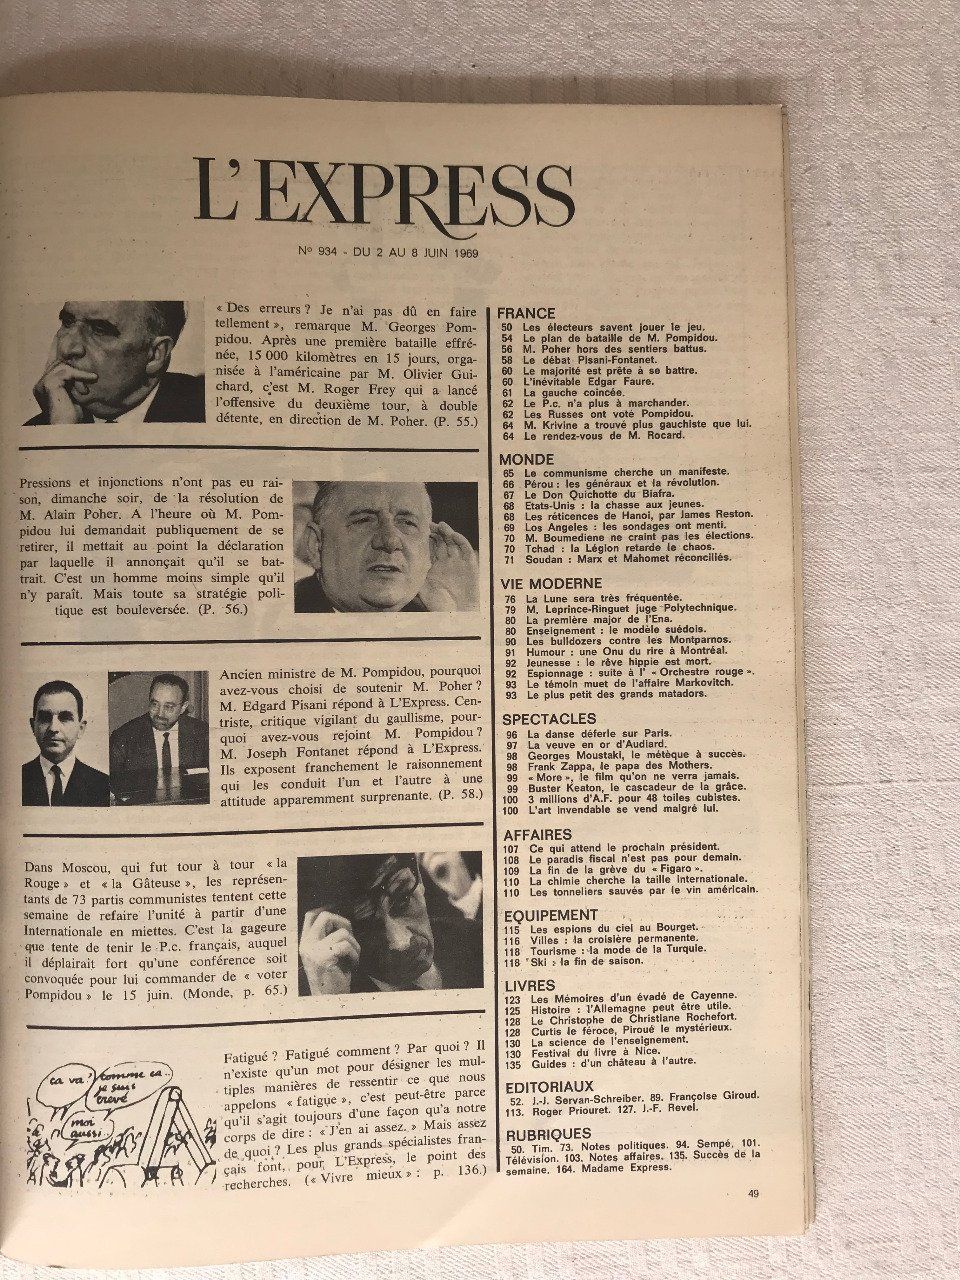 L'EXPRESS
Nº 934 - DU 2 AU 8 JUIN 1969
« Des erreurs ? Je n'ai pas dû en faire
tellement », remarque M. Georges Pom-
pidou. Après une première bataille effré-
née, 15 000 kilomètres en 15 jours, orga-
nisée à l'américaine par M. Olivier Gui-
chard, c'est M. Roger Frey qui a lancé
l'offensive du deuxième tour, à double
détente, en direction de M. Poher. (P. 55.)
Pressions et injonctions n'ont pas eu rai-
son, dimanche soir, de la résolution de
M. Alain Poher. A l'heure où M. Pom-
pidou lui demandait publiquement de se
retirer, il mettait au point la déclaration
par laquelle il annonçait qu'il se bat-
trait. C'est un homme moins simple qu'il
n'y paraît. Mais toute sa stratégie poli-
tique est bouleversée. (P. 56.)
Ancien ministre de M. Pompidou, pourquoi
avez-vous choisi de soutenir M. Poher ?
M. Edgard Pisani répond à L'Express. Cen-
triste, critique vigilant du gaullisme, pour-
quoi avez-vous rejoint M. Pompidou ?
M. Joseph Fontanet répond à L'Express.
Ils exposent franchement le raisonnement
qui les conduit l'un et l'autre à une
attitude apparemment surprenante. (P. 58.)
Dans Moscou, qui fut tour à tour « la
Rouge » et « la Gâteuse », les représen-
tants de 73 partis communistes tentent cette
semaine de refaire l'unité à partir d'une
Internationale en miettes. C'est la gageure
que tente de tenir le P.c. français, auquel
il déplairait fort qu'une conférence soit
convoquée pour lui commander de « voter
Pompidou » le 15 juin. (Monde, p. 65.)
ça va ?
comme ça..
je suis
crevé
moi
aussi..
Fatigué ? Fatigué comment ? Par quoi ? Il
n'existe qu'un mot pour désigner les mul-
tiples manières de ressentir ce que nous
appelons « fatigue », c'est peut-être parce
qu'il s'agit toujours d'une façon qu'a notre
corps de dire : « J'en ai assez. » Mais assez
de quoi ? Les plus grands spécialistes fran-
çais font, pour L'Express, le point des
recherches. (« Vivre mieux » : p. 136.)
FRANCE
50 Les électeurs savent jouer le jeu.
54 Le plan de bataille de M. Pompidou.
56 M. Poher hors des sentiers battus.
58 Le débat Pisani-Fontanet.
60 Le majorité est prête à se battre.
60 L'inévitable Edgar Faure.
61 La gauche coincée.
62 Le P.c. n'a plus à marchander.
62 Les Russes ont voté Pompidou.
64 M. Krivine a trouvé plus gauchiste que lui.
64 Le rendez-vous de M. Rocard.
MONDE
65 Le communisme cherche un manifeste.
66 Pérou : les généraux et la révolution.
67 Le Don Quichotte du Biafra.
68 Etats-Unis : la chasse aux jeunes.
68 Les réticences de Hanoi, par James Reston.
69 Los Angeles : les sondages ont menti.
70 M. Boumediene ne craint pas les élections.
70 Tchad : la Légion retarde le chaos.
71 Soudan : Marx et Mahomet réconciliés.
VIE MODERNE
76 La Lune sera très fréquentée.
79 M. Leprince-Ringuet juge Polytechnique.
80 La première major de l'Ena.
80 Enseignement : le modèle suédois.
90 Les bulldozers contre les Montparnos.
91 Humour : une Onu du rire à Montréal.
92 Jeunesse : le rêve hippie est mort.
92 Espionnage : suite à l' « Orchestre rouge ».
93 Le témoin muet de l'affaire Markovitch.
93 Le plus petit des grands matadors.
SPECTACLES
96 La danse déferle sur Paris.
97 La veuve en or d'Audiard.
98 Georges Moustaki, le métèque à succès.
98 Frank Zappa, le papa des Mothers.
99 « More », le film qu'on ne verra jamais.
99 Buster Keaton, le cascadeur de la grâce.
100 3 millions d'A.F. pour 48 toiles cubistes.
100 L'art invendable se vend malgré lui.
AFFAIRES
107 Ce qui attend le prochain président.
108 Le paradis fiscal n'est pas pour demain.
109 La fin de la grève du « Figaro ».
110 La chimie cherche la taille internationale.
110 Les tonneliers sauvés par le vin américain.
EQUIPEMENT
115 Les espions du ciel au Bourget.
116 Villes : la croisière permanente.
118 Tourisme : la mode de la Turquie.
118 Ski : la fin de saison.
LIVRES
123 Les Mémoires d'un évadé de Cayenne.
125 Histoire : l'Allemagne peut être utile.
128 Le Christophe de Christiane Rochefort.
128 Curtis le féroce, Piroué le mystérieux.
130 La science de l'enseignement.
130 Festival du livre à Nice.
135 Guides : d'un château à l'autre.
EDITORIAUX
52. J.-J. Servan-Schreiber. 89. Françoise Giroud.
113. Roger Priouret. 127. J.-F. Revel.
RUBRIQUES
50. Tim. 73. Notes politiques. 94. Sempé, 101.
Télévision. 103. Notes affaires. 135. Succès de la
semaine. 164. Madame Express.
49